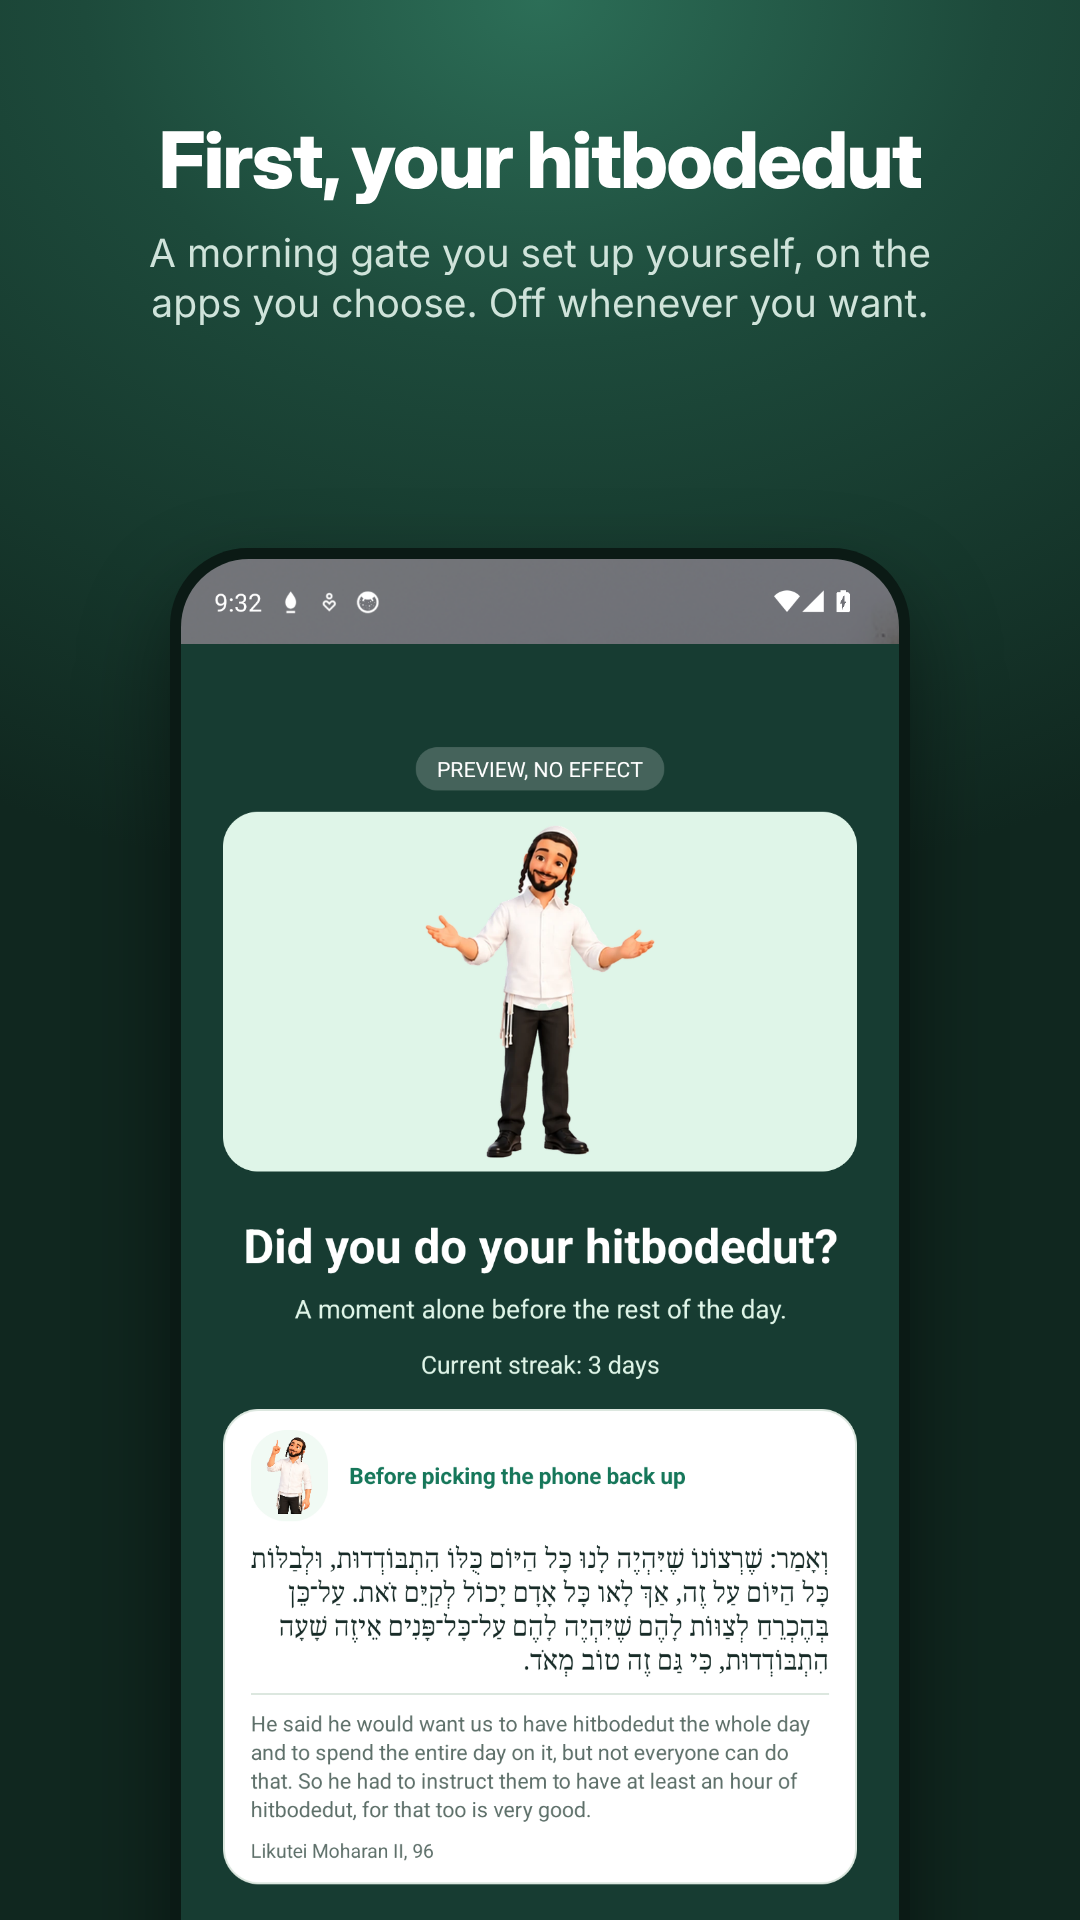 First, your hitbodedut
A morning gate you set up yourself, on the
apps you choose. Off whenever you want.
9:32
PREVIEW, NO EFFECT
Did you do your hitbodedut?
A moment alone before the rest of the day.
Current streak: 3 days
Before picking the phone back up
וְאָמַר: שֶׁרְצוֹנוֹ שֶׁיִּהְיֶה לָנוּ כָּל הַיּוֹם כֻּלּוֹ הִתְבּוֹדְדוּת, וּלְבַלּוֹת
כָּל הַיּוֹם עַל זֶה, אַךְ לָאו כָּל אָדָם יָכוֹל לְקַיֵּם זֹאת. עַל־כֵּן
בְּהֶכְרֵחַ לְצַוּוֹת לָהֶם שֶׁיִּהְיֶה לָהֶם עַל־כָּל־פָּנִים אֵיזֶה שָׁעָה
הִתְבּוֹדְדוּת, כִּי גַּם זֶה טוֹב מְאֹד.
He said he would want us to have hitbodedut the whole day
and to spend the entire day on it, but not everyone can do
that. So he had to instruct them to have at least an hour of
hitbodedut, for that too is very good.
Likutei Moharan II, 96